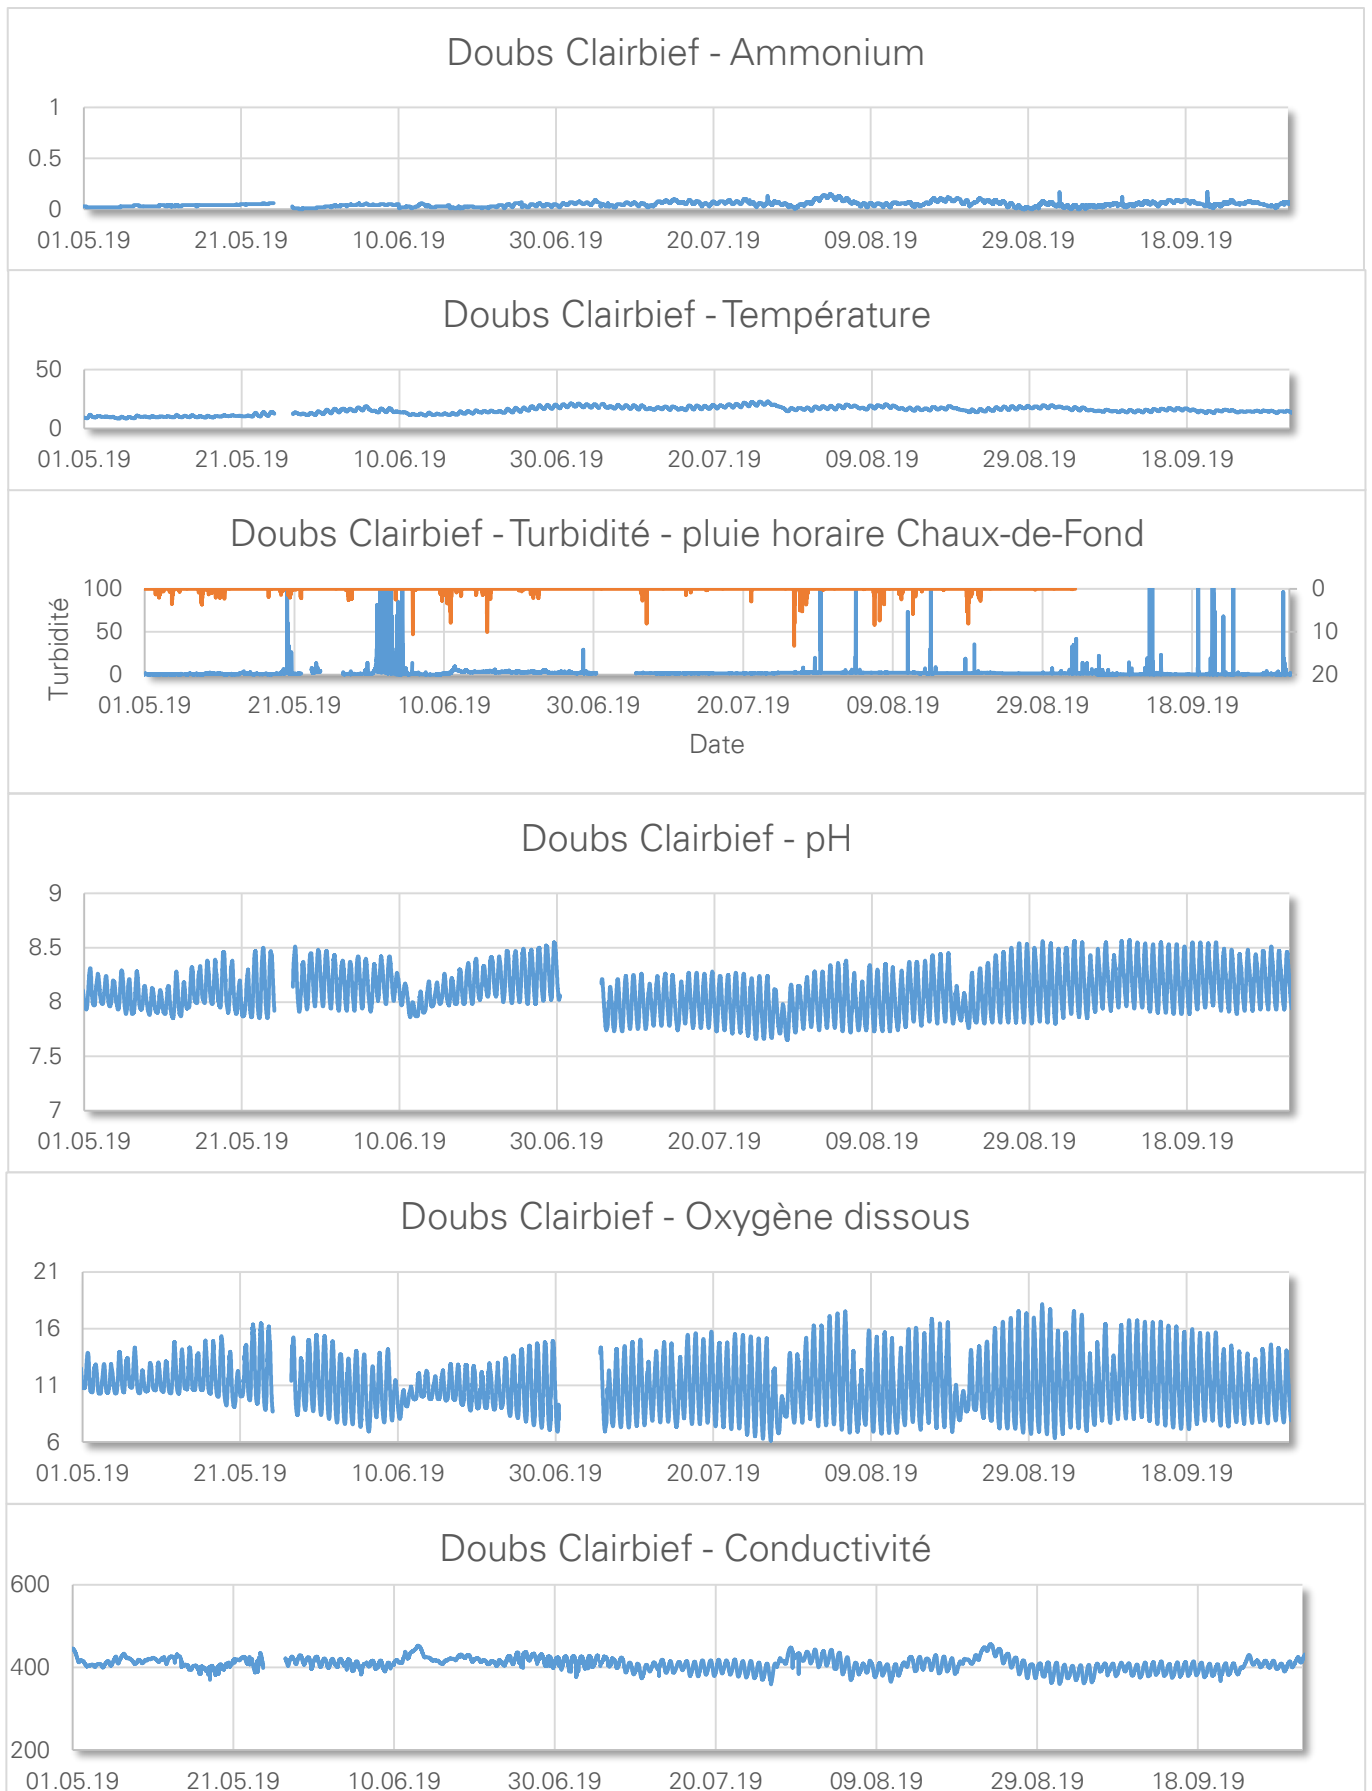 Doubs Clairbief - Ammonium
1
0.5
0
01.05.19 21.05.19 10.06.19 30.06.19 20.07.19 09.08.19 29.08.19 18.09.19
Doubs Clairbief - Température
50
0
01.05.19 21.05.19 10.06.19 30.06.19 20.07.19 09.08.19 29.08.19 18.09.19
Doubs Clairbief - Turbidité - pluie horaire Chaux-de-Fond
Turbidité
100 0
50 10
0 20
01.05.19 21.05.19 10.06.19 30.06.19 20.07.19 09.08.19 29.08.19 18.09.19
Date
Doubs Clairbief - pH
9
8.5
8
7.5
7
01.05.19 21.05.19 10.06.19 30.06.19 20.07.19 09.08.19 29.08.19 18.09.19
Doubs Clairbief - Oxygène dissous
21
16
11
6
01.05.19 21.05.19 10.06.19 30.06.19 20.07.19 09.08.19 29.08.19 18.09.19
Doubs Clairbief - Conductivité
600
400
200
01.05.19 21.05.19 10.06.19 30.06.19 20.07.19 09.08.19 29.08.19 18.09.19